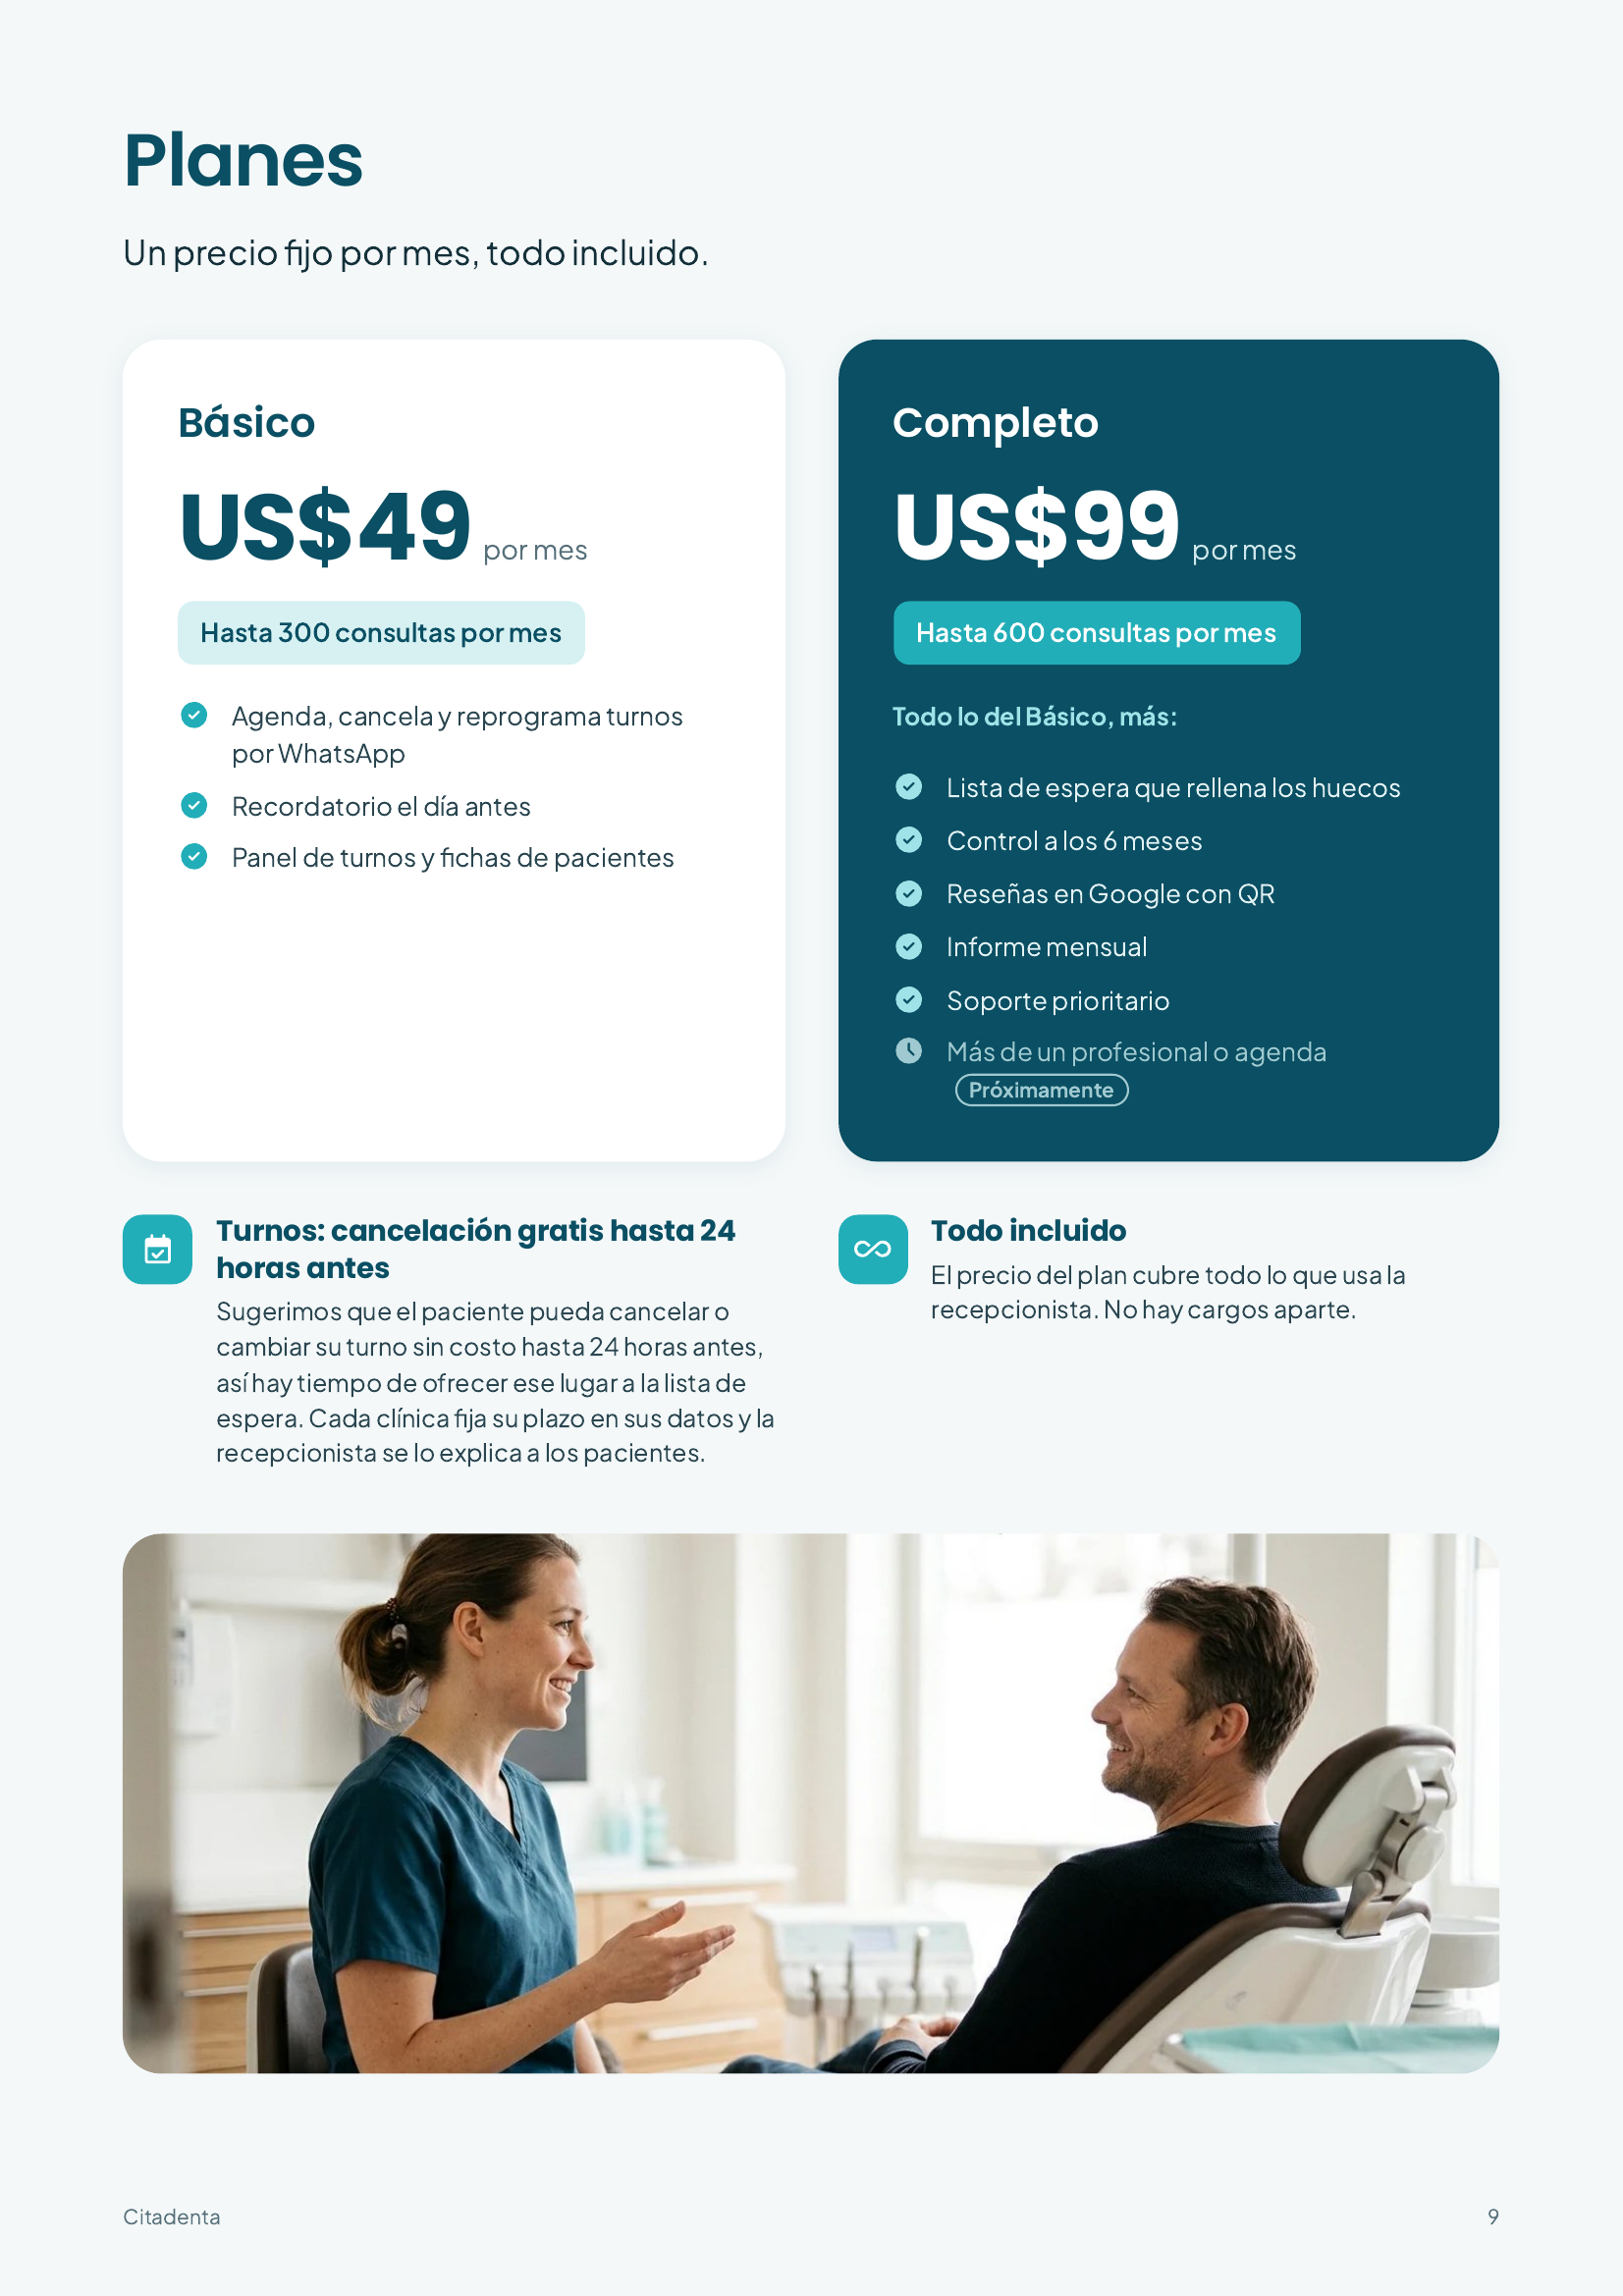 Planes
Un precio fijo por mes, todo incluido.
Básico
US$49 por mes
Hasta 300 consultas por mes
Agenda, cancela y reprograma turnos
por WhatsApp
Recordatorio el día antes
Panel de turnos y fichas de pacientes
Completo
US$99 por mes
Hasta 600 consultas por mes
Todo lo del Básico, más:
Lista de espera que rellena los huecos
Control a los 6 meses
Reseñas en Google con QR
Informe mensual
Soporte prioritario
Más de un profesional o agenda
Próximamente
Turnos: cancelación gratis hasta 24
horas antes
Sugerimos que el paciente pueda cancelar o
cambiar su turno sin costo hasta 24 horas antes,
así hay tiempo de ofrecer ese lugar a la lista de
espera. Cada clínica fija su plazo en sus datos y la
recepcionista se lo explica a los pacientes.
Todo incluido
El precio del plan cubre todo lo que usa la
recepcionista. No hay cargos aparte.
Citadenta
9